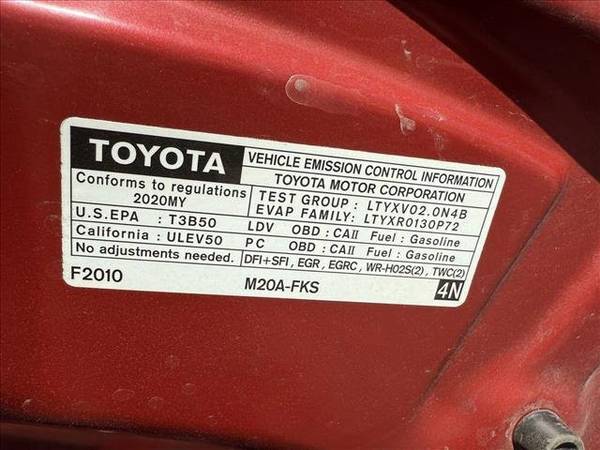 TOYOTA
VEHICLE EMISSION CONTROL INFORMATION
TOYOTA MOTOR CORPORATION
Conforms to regulations
2020MY
TEST GROUP : LTYXV02.0N4B
EVAP FAMILY: LTYXR0130P72
U.S.EPA : T3B50 LDV OBD : CAII Fuel : Gasoline
California : ULEV50 PC OBD : CAII Fuel : Gasoline
No adjustments needed. DFI+SFI, EGR, EGRC, WR-HO2S(2), TWC(2)
F2010 M20A-FKS 4N